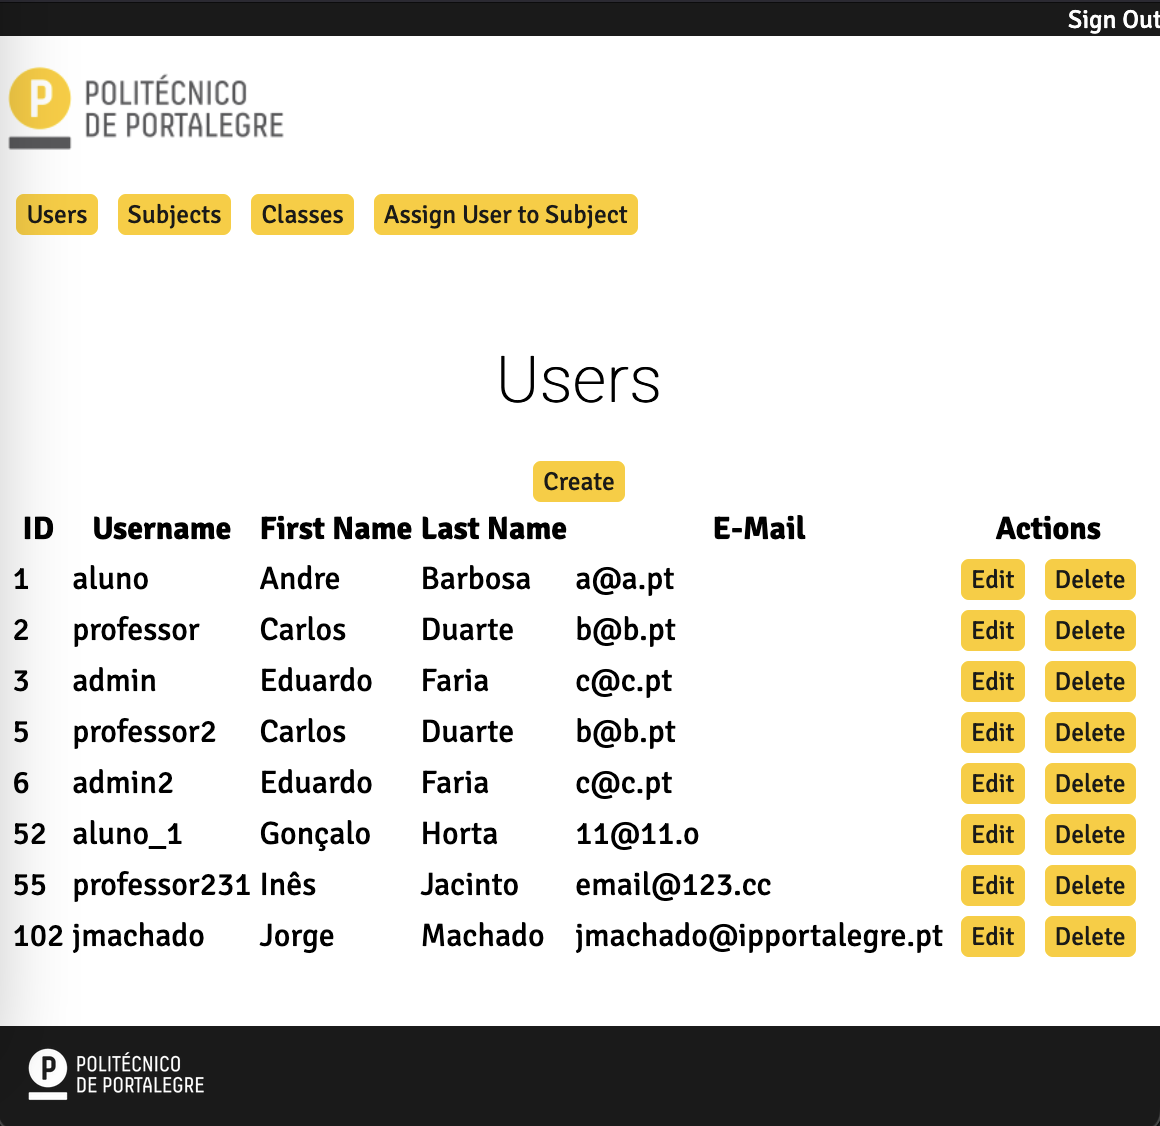 Sign Out
P POLITÉCNICO
DE PORTALEGRE
Users Subjects Classes Assign User to Subject
Users
Create
ID Username First Name Last Name E-Mail Actions
1 aluno Andre Barbosa a@a.pt Edit Delete
2 professor Carlos Duarte b@b.pt Edit Delete
3 admin Eduardo Faria c@c.pt Edit Delete
5 professor2 Carlos Duarte b@b.pt Edit Delete
6 admin2 Eduardo Faria c@c.pt Edit Delete
52 aluno_1 Gonçalo Horta 11@11.o Edit Delete
55 professor231 Inês Jacinto email@123.cc Edit Delete
102 jmachado Jorge Machado jmachado@ipportalegre.pt Edit Delete
P POLITÉCNICO
DE PORTALEGRE